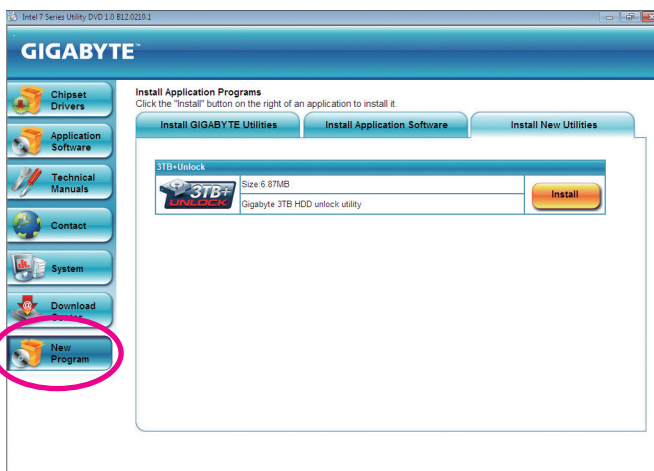 Intel 7 Series Utility DVD 1.0 B12.0210.1
GIGABYTE™
Chipset
Drivers
Application
Software
Technical
Manuals
Contact
System
Download
Center
New
Program
Install Application Programs
Click the "Install" button on the right of an application to install it.
Install GIGABYTE Utilities
Install Application Software
Install New Utilities
3TB+Unlock
3TB+
UNLOCK
Size:6.87MB
Gigabyte 3TB HDD unlock utility
Install